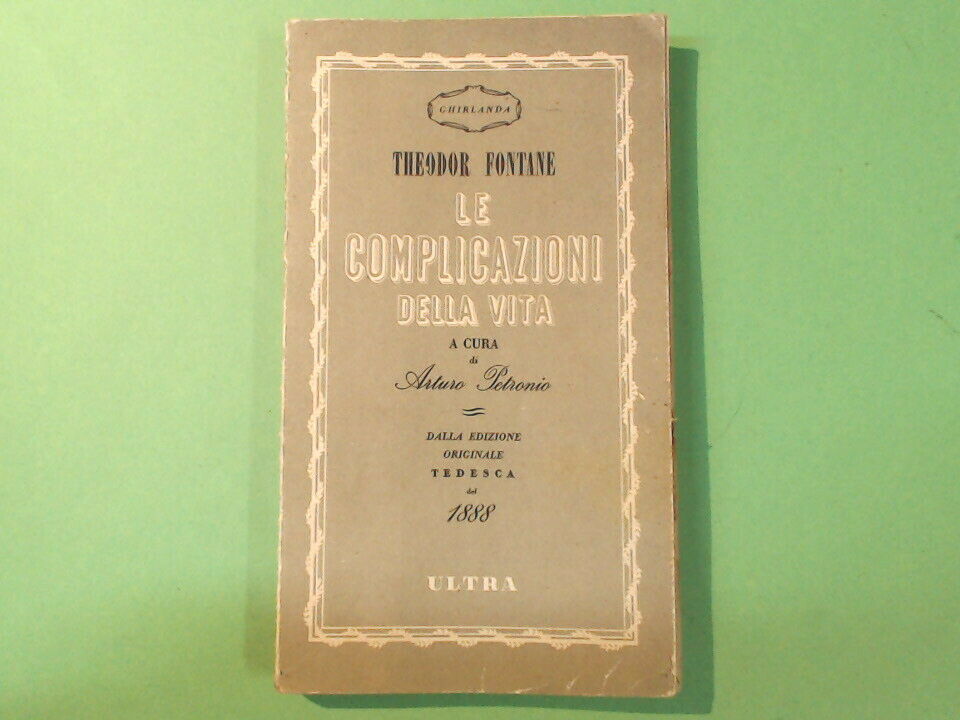 GHIRLANDA
THEODOR FONTANE
LE
COMPLICAZIONI
DELLA VITA
A CURA
di
Arturo Petronio
DALLA EDIZIONE
ORIGINALE
TEDESCA
del
1888
ULTRA